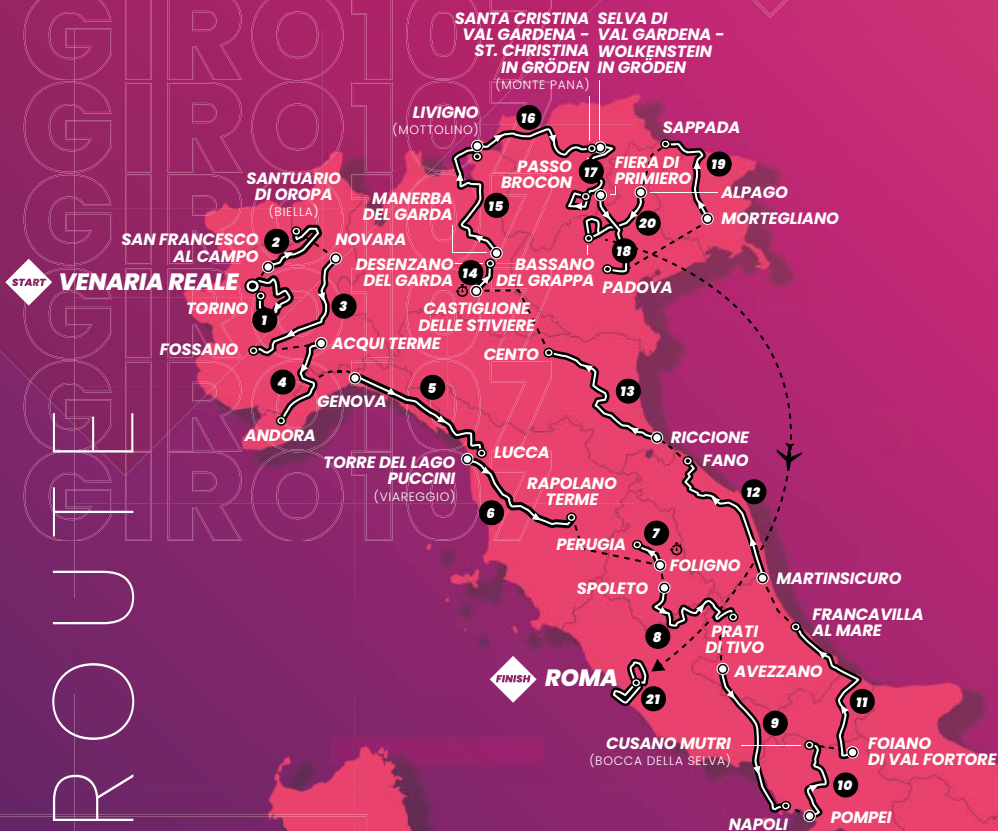 GIRO107
GIRO107
GIRO107
GIRO107
GIRO107
GIRO107
ROUTE
SANTA CRISTINA
VAL GARDENA -
ST. CHRISTINA
IN GRÖDEN
(MONTE PANA)
SELVA DI
VAL GARDENA -
WOLKENSTEIN
IN GRÖDEN
LIVIGNO
(MOTTOLINO)
16
SAPPADA
19
PASSO
BROCON
17
FIERA DI
PRIMIERO
ALPAGO
MORTEGLIANO
20
18
SANTUARIO
DI OROPA
(BIELLA)
MANERBA
DEL GARDA
15
2
SAN FRANCESCO
AL CAMPO
NOVARA
DESENZANO
DEL GARDA
14
BASSANO
DEL GRAPPA
PADOVA
START
VENARIA REALE
TORINO
1
3
CASTIGLIONE
DELLE STIVIERE
FOSSANO
ACQUI TERME
CENTO
4
5
GENOVA
13
ANDORA
LUCCA
RICCIONE
TORRE DEL LAGO
PUCCINI
(VIAREGGIO)
FANO
RAPOLANO
TERME
12
6
7
PERUGIA
FOLIGNO
SPOLETO
MARTINSICURO
8
PRATI
DI TIVO
FRANCAVILLA
AL MARE
FINISH
ROMA
21
AVEZZANO
9
11
CUSANO MUTRI
(BOCCA DELLA SELVA)
FOIANO
DI VAL FORTORE
10
NAPOLI
POMPEI